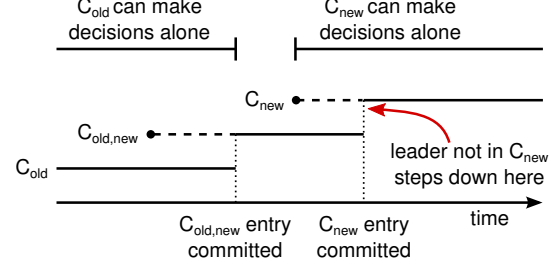 C_old can make
decisions alone
C_new can make
decisions alone
C_new
C_old,new
C_old
leader not in C_new
steps down here
time
C_old,new entry
committed
C_new entry
committed